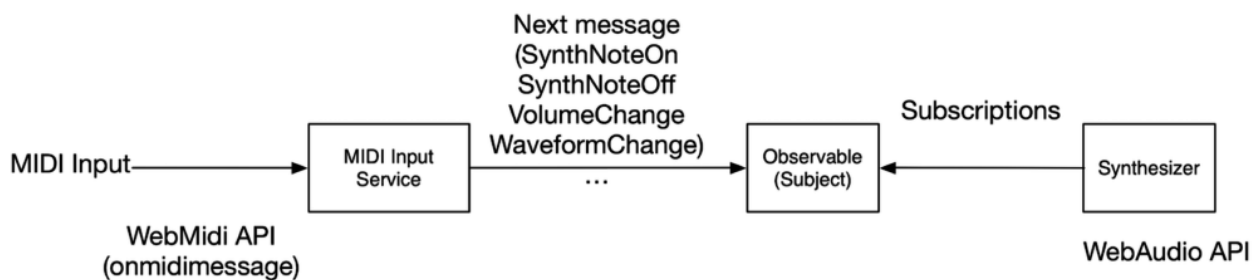 MIDI Input
WebMidi API
(onmidimessage)
MIDI Input
Service
Next message
(SynthNoteOn
SynthNoteOff
VolumeChange
WaveformChange)
...
Observable
(Subject)
Subscriptions
Synthesizer
WebAudio API